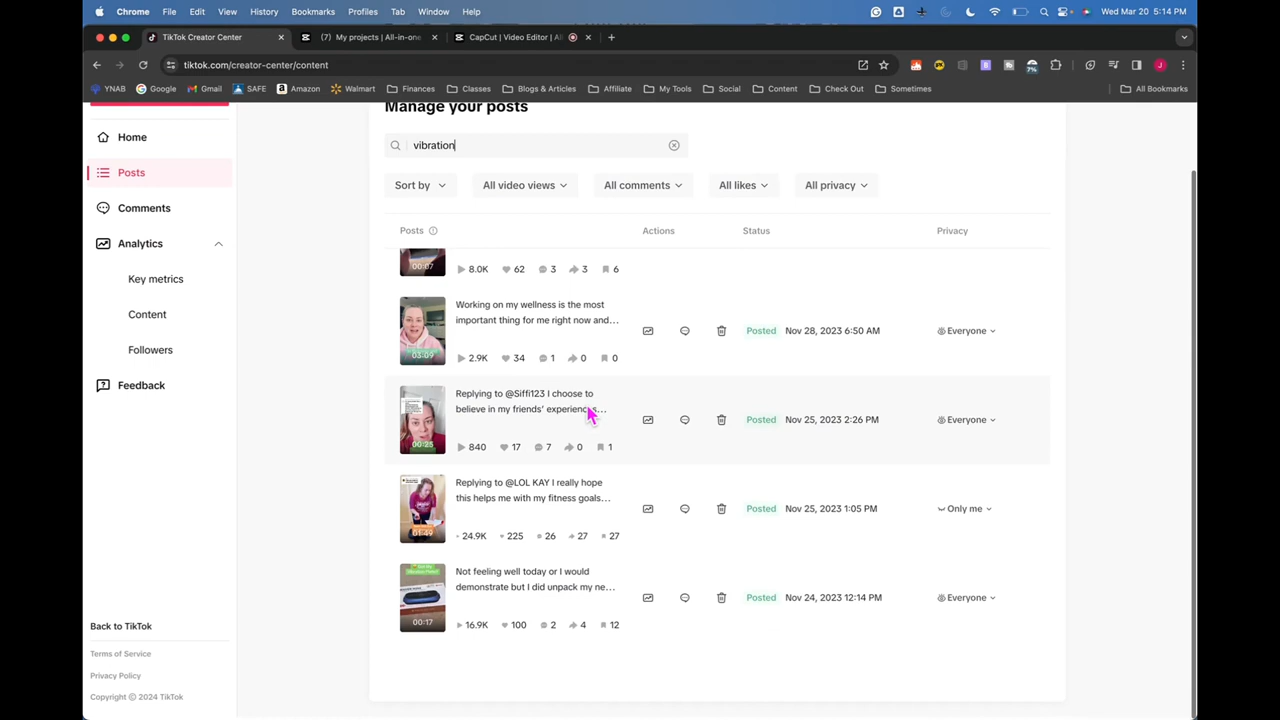 Chrome File Edit View History Bookmarks Profiles Tab Window Help
Wed Mar 20 5:14 PM
TikTok Creator Center
(7) My projects | All-in-one
CapCut | Video Editor | All
tiktok.com/creator-center/content
YNAB Google Gmail SAFE Amazon Walmart Finances Classes Blogs & Articles Affiliate My Tools Social Content Check Out Sometimes All Bookmarks
Manage your posts
Home
vibration
Posts
Sort by All video views All comments All likes All privacy
Comments
Posts Actions Status Privacy
Analytics
00:07
8.0K 62 3 3 6
Key metrics
Working on my wellness is the most
important thing for me right now and…
Content
Posted Nov 28, 2023 6:50 AM Everyone
03:09
2.9K 34 1 0 0
Followers
Feedback
Replying to @Siffi123 I choose to
believe in my friends' experiences…
Posted Nov 25, 2023 2:26 PM Everyone
00:25
840 17 7 0 1
Replying to @LOL KAY I really hope
this helps me with my fitness goals…
Posted Nov 25, 2023 1:05 PM Only me
01:49
24.9K 225 26 27 27
Not feeling well today or I would
demonstrate but I did unpack my ne…
Posted Nov 24, 2023 12:14 PM Everyone
00:17
16.9K 100 2 4 12
Back to TikTok
Terms of Service
Privacy Policy
Copyright © 2024 TikTok